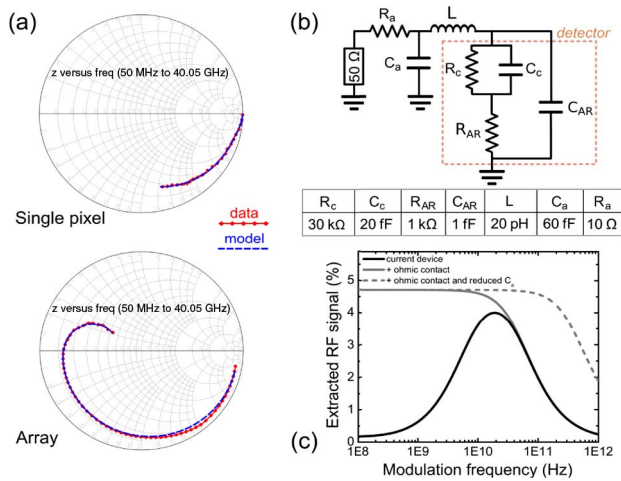 (a)
z versus freq (50 MHz to 40.05 GHz)
Single pixel
data
model
z versus freq (50 MHz to 40.05 GHz)
Array
(b)
Ra
L
detector
50 Ω
Ca
Rc
Cc
RAR
CAR
Rc Cc RAR CAR L Ca Ra
30 kΩ 20 fF 1 kΩ 1 fF 20 pH 60 fF 10 Ω
current device
+ ohmic contact
+ ohmic contact and reduced C
Extracted RF signal (%)
5
4
3
2
1
0
1E8 1E9 1E10 1E11 1E12
Modulation frequency (Hz)
(c)